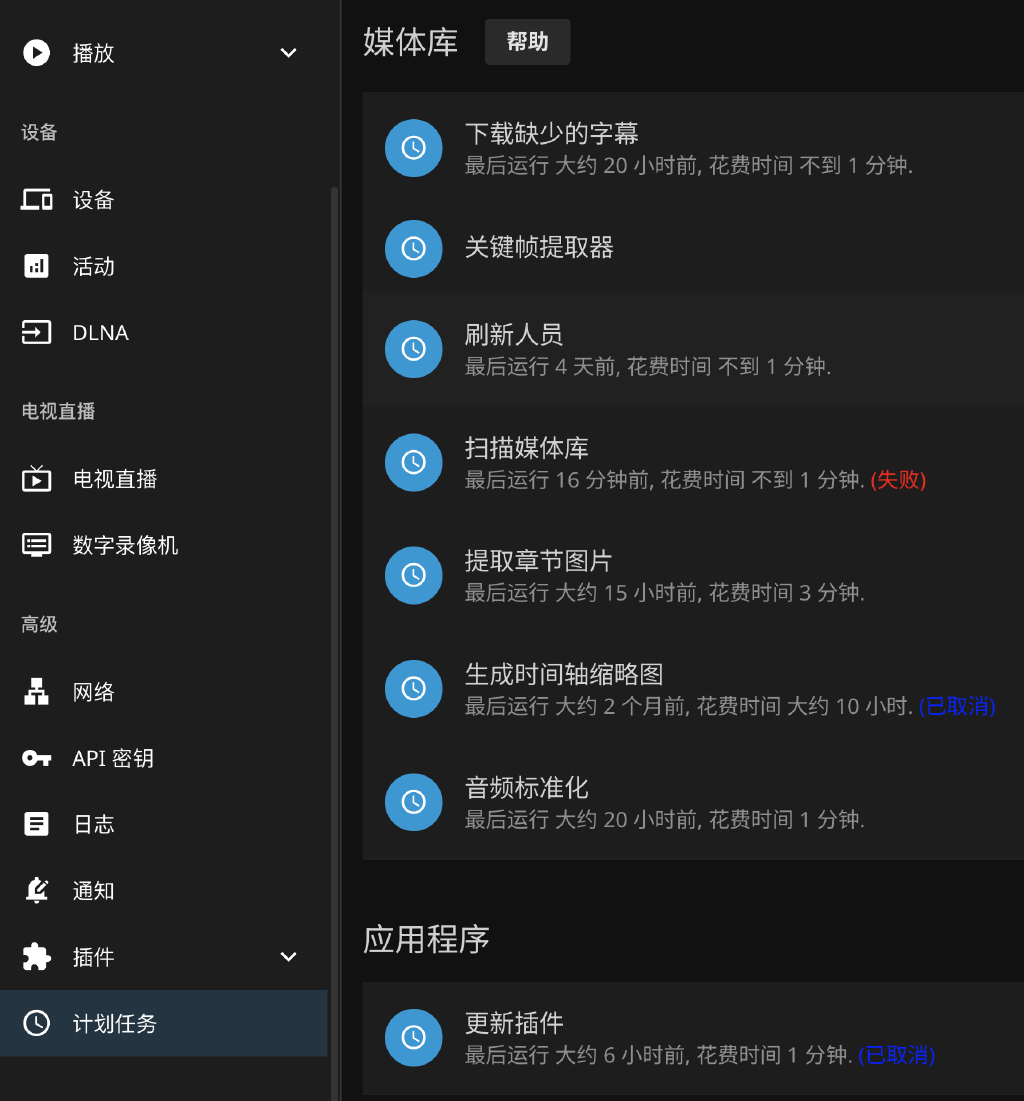 播放
设备
设备
活动
DLNA
电视直播
电视直播
数字录像机
高级
网络
API 密钥
日志
通知
插件
计划任务
媒体库
帮助
下载缺少的字幕
最后运行 大约 20 小时前, 花费时间 不到 1 分钟.
关键帧提取器
刷新人员
最后运行 4 天前, 花费时间 不到 1 分钟.
扫描媒体库
最后运行 16 分钟前, 花费时间 不到 1 分钟. (失败)
提取章节图片
最后运行 大约 15 小时前, 花费时间 3 分钟.
生成时间轴缩略图
最后运行 大约 2 个月前, 花费时间 大约 10 小时. (已取消)
音频标准化
最后运行 大约 20 小时前, 花费时间 1 分钟.
应用程序
更新插件
最后运行 大约 6 小时前, 花费时间 1 分钟. (已取消)